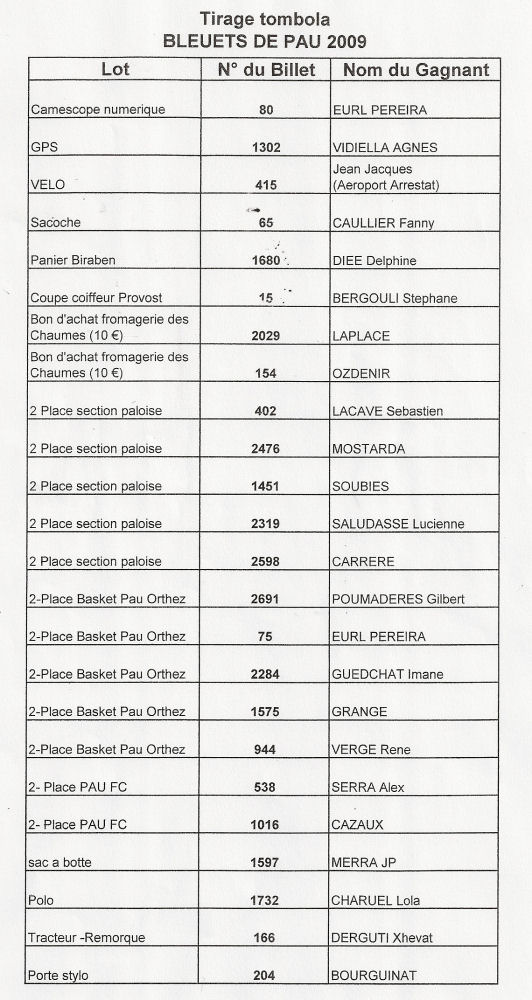 Tirage tombola
BLEUETS DE PAU 2009
Lot N° du Billet Nom du Gagnant
Camescope numerique 80 EURL PEREIRA
GPS 1302 VIDIELLA AGNES
VELO 415 Jean Jacques
(Aeroport Arrestat)
Sacoche 65 CAULLIER Fanny
Panier Biraben 1680 DIEE Delphine
Coupe coiffeur Provost 15 BERGOULI Stephane
Bon d'achat fromagerie des
Chaumes (10 €) 2029 LAPLACE
Bon d'achat fromagerie des
Chaumes (10 €) 154 OZDENIR
2 Place section paloise 402 LACAVE Sebastien
2 Place section paloise 2476 MOSTARDA
2 Place section paloise 1451 SOUBIES
2 Place section paloise 2319 SALUDASSE Lucienne
2 Place section paloise 2598 CARRERE
2-Place Basket Pau Orthez 2691 POUMADERES Gilbert
2-Place Basket Pau Orthez 75 EURL PEREIRA
2-Place Basket Pau Orthez 2284 GUEDCHAT Imane
2-Place Basket Pau Orthez 1575 GRANGE
2-Place Basket Pau Orthez 944 VERGE Rene
2- Place PAU FC 538 SERRA Alex
2- Place PAU FC 1016 CAZAUX
sac a botte 1597 MERRA JP
Polo 1732 CHARUEL Lola
Tracteur -Remorque 166 DERGUTI Xhevat
Porte stylo 204 BOURGUINAT